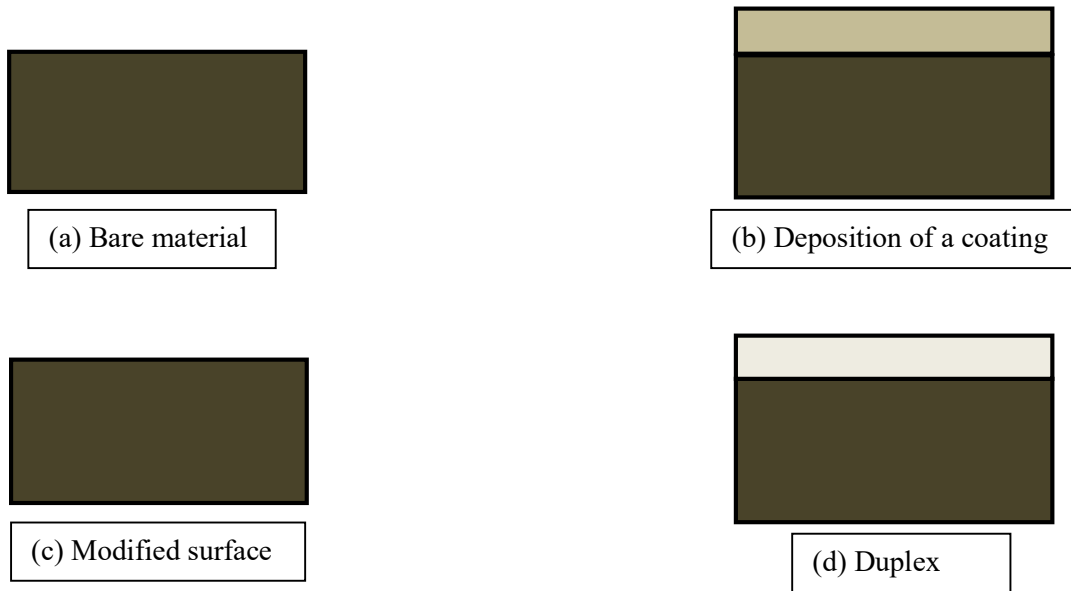 (a) Bare material
(b) Deposition of a coating
(c) Modified surface
(d) Duplex